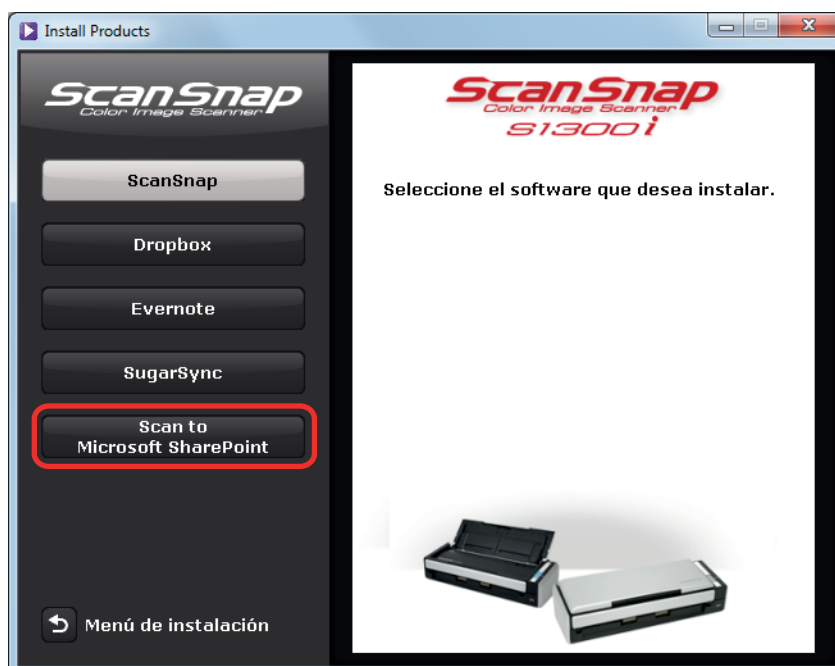 Install Products
ScanSnap
Color Image Scanner
ScanSnap
Dropbox
Evernote
SugarSync
Scan to
Microsoft SharePoint
Menú de instalación
ScanSnap
Color Image Scanner
S1300i
Seleccione el software que desea instalar.